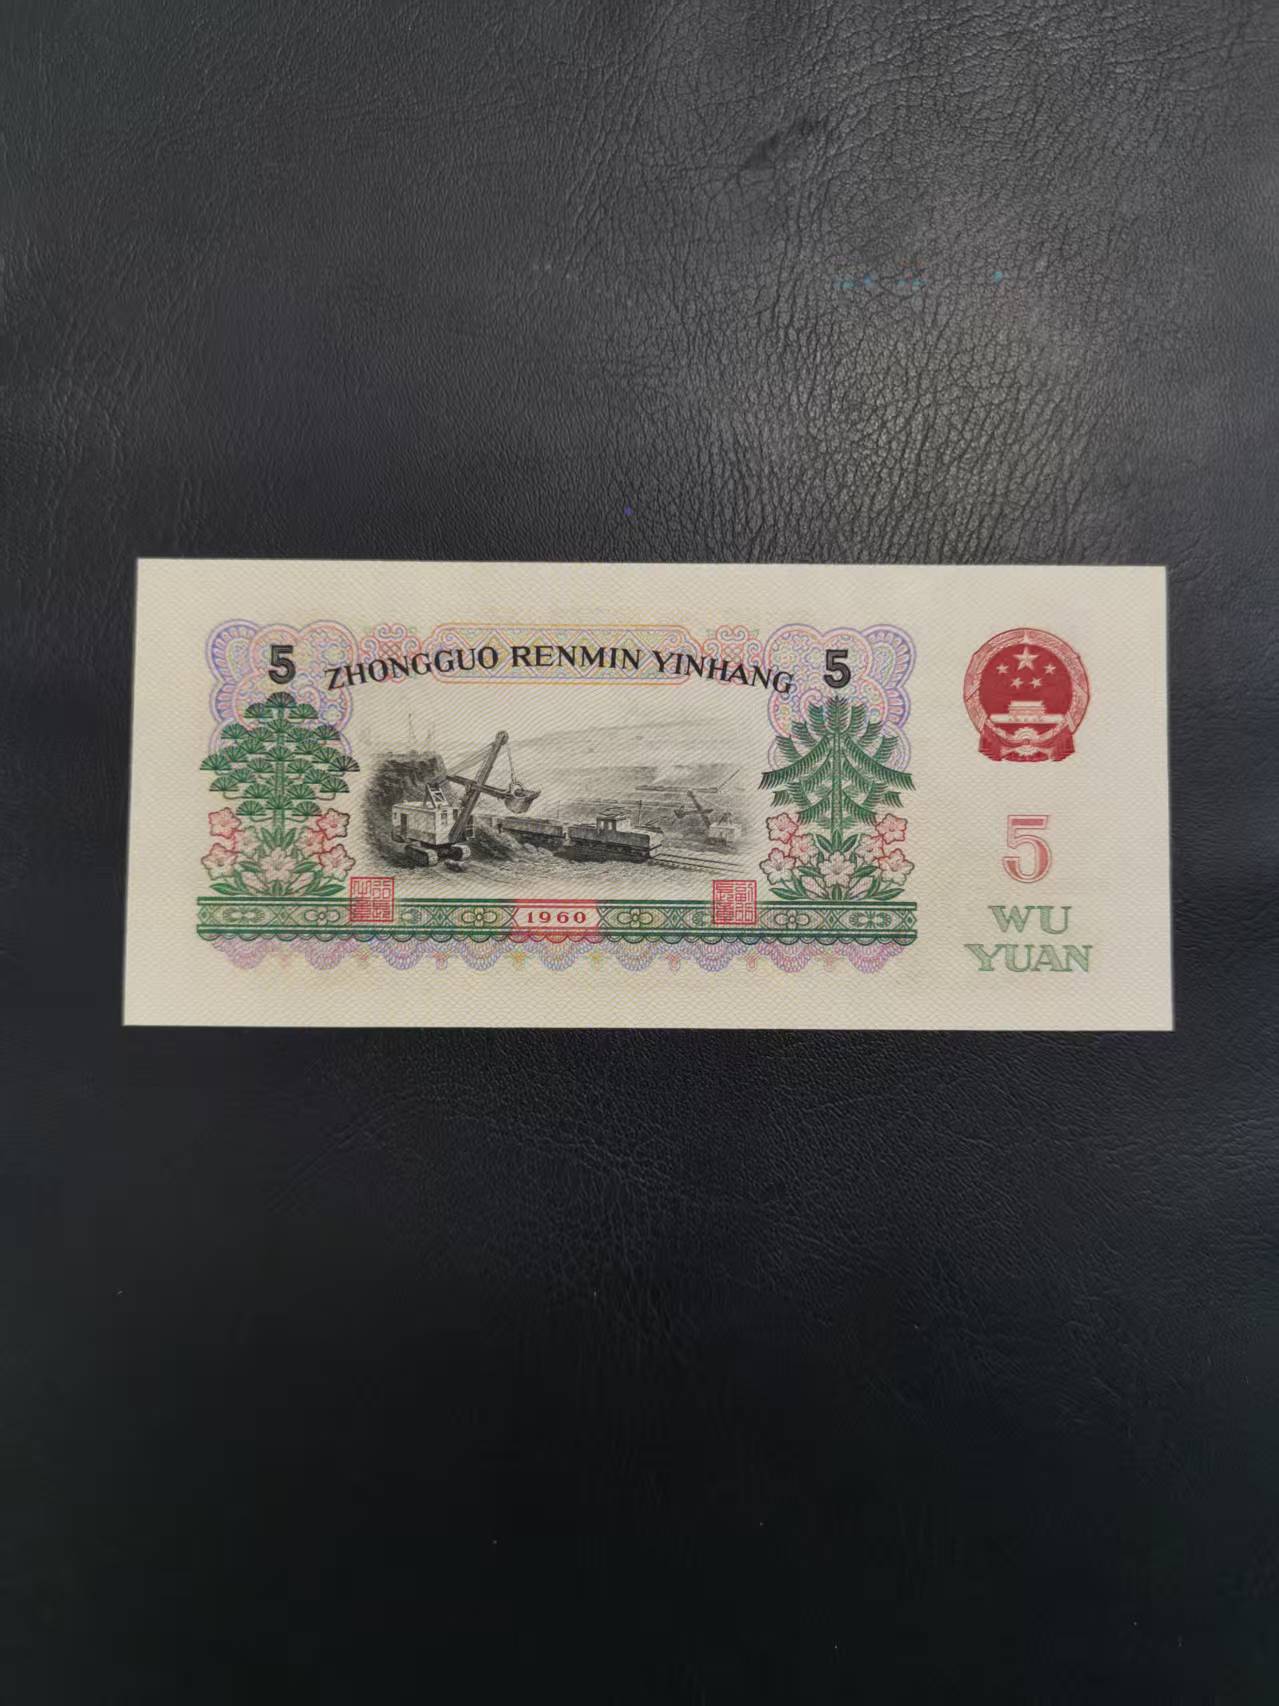 5 ZHONGGUO RENMIN YINHANG 5
1960
5
WU
YUAN